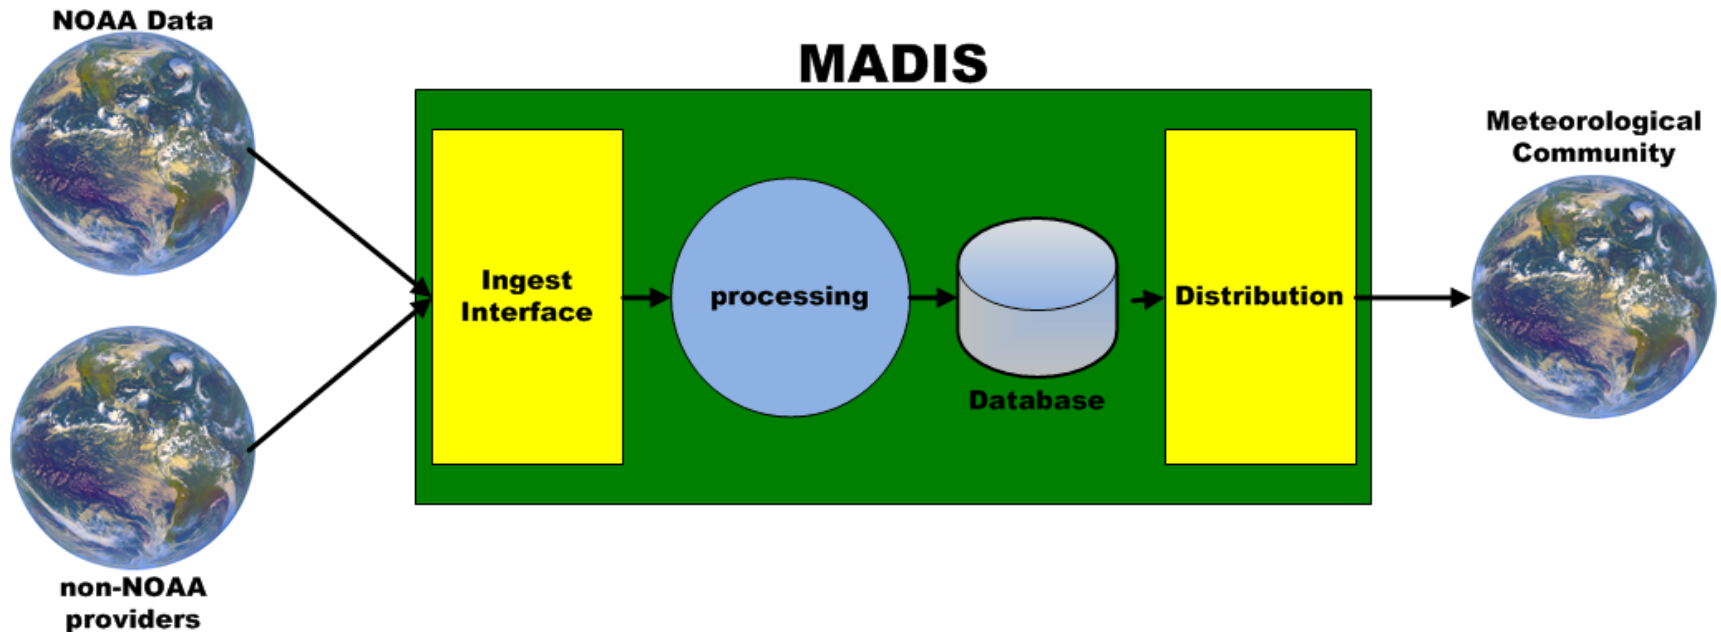 NOAA Data
MADIS
Meteorological
Community
Ingest
Interface
processing
Distribution
Database
non-NOAA
providers